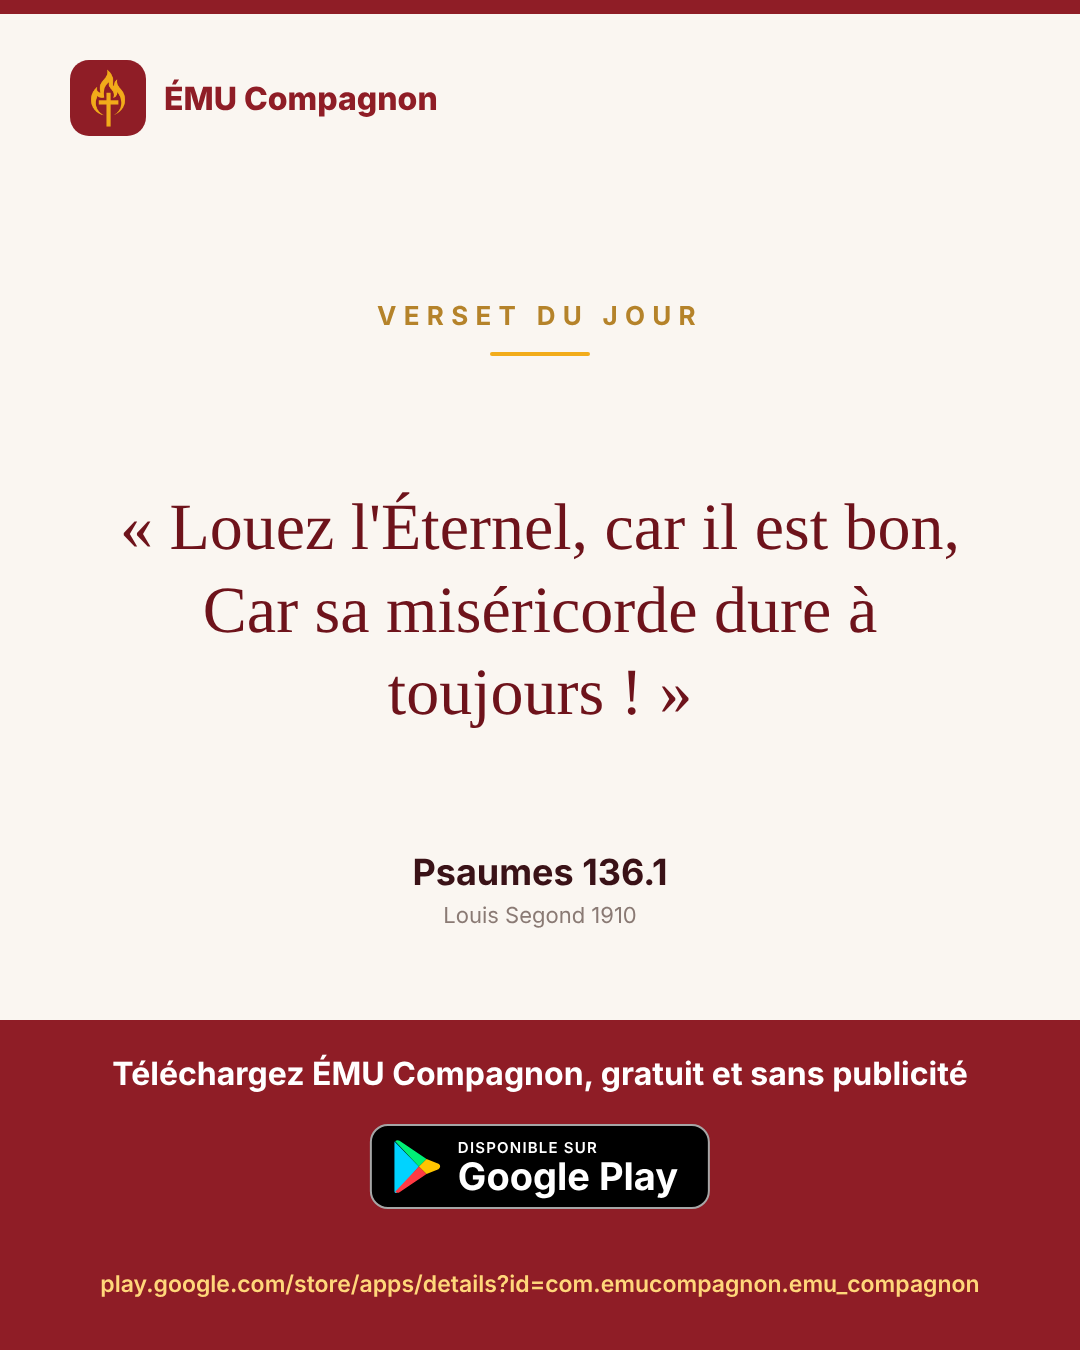 ÉMU Compagnon
VERSET DU JOUR
« Louez l'Éternel, car il est bon,
Car sa miséricorde dure à
toujours ! »
Psaumes 136.1
Louis Segond 1910
Téléchargez ÉMU Compagnon, gratuit et sans publicité
DISPONIBLE SUR
Google Play
play.google.com/store/apps/details?id=com.emucompagnon.emu_compagnon